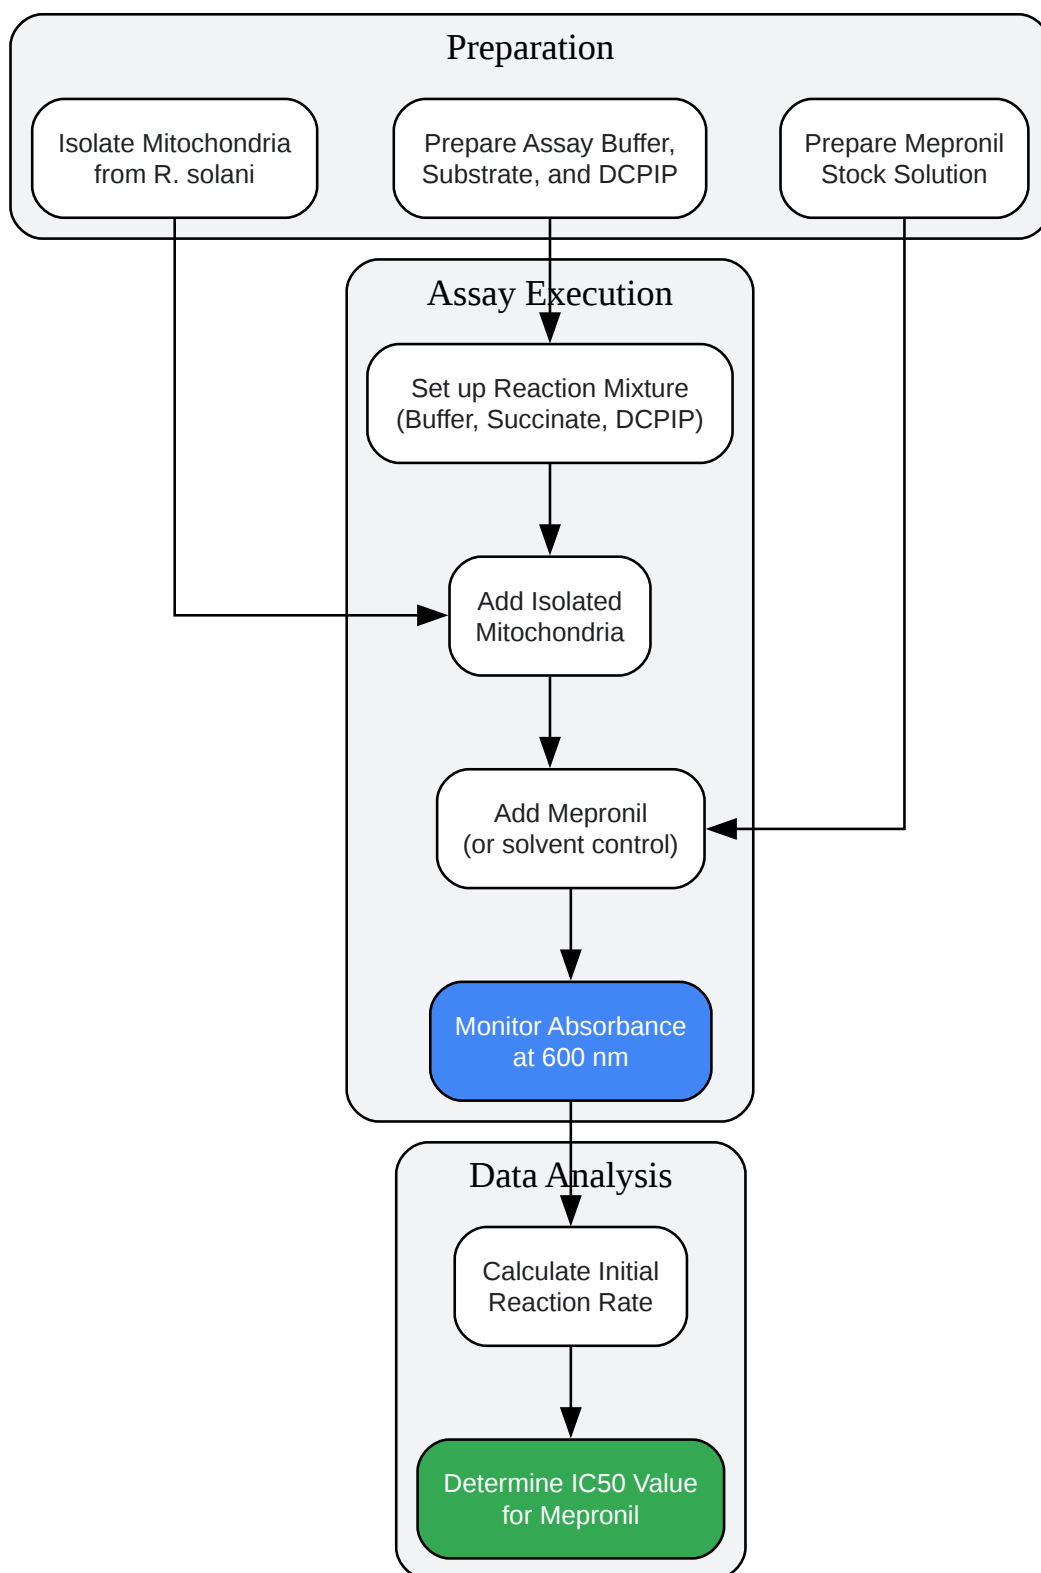 Preparation
Isolate Mitochondria
from R. solani
Prepare Assay Buffer,
Substrate, and DCPIP
Prepare Mepronil
Stock Solution
Assay Execution
Set up Reaction Mixture
(Buffer, Succinate, DCPIP)
Add Isolated
Mitochondria
Add Mepronil
(or solvent control)
Monitor Absorbance
at 600 nm
Data Analysis
Calculate Initial
Reaction Rate
Determine IC50 Value
for Mepronil